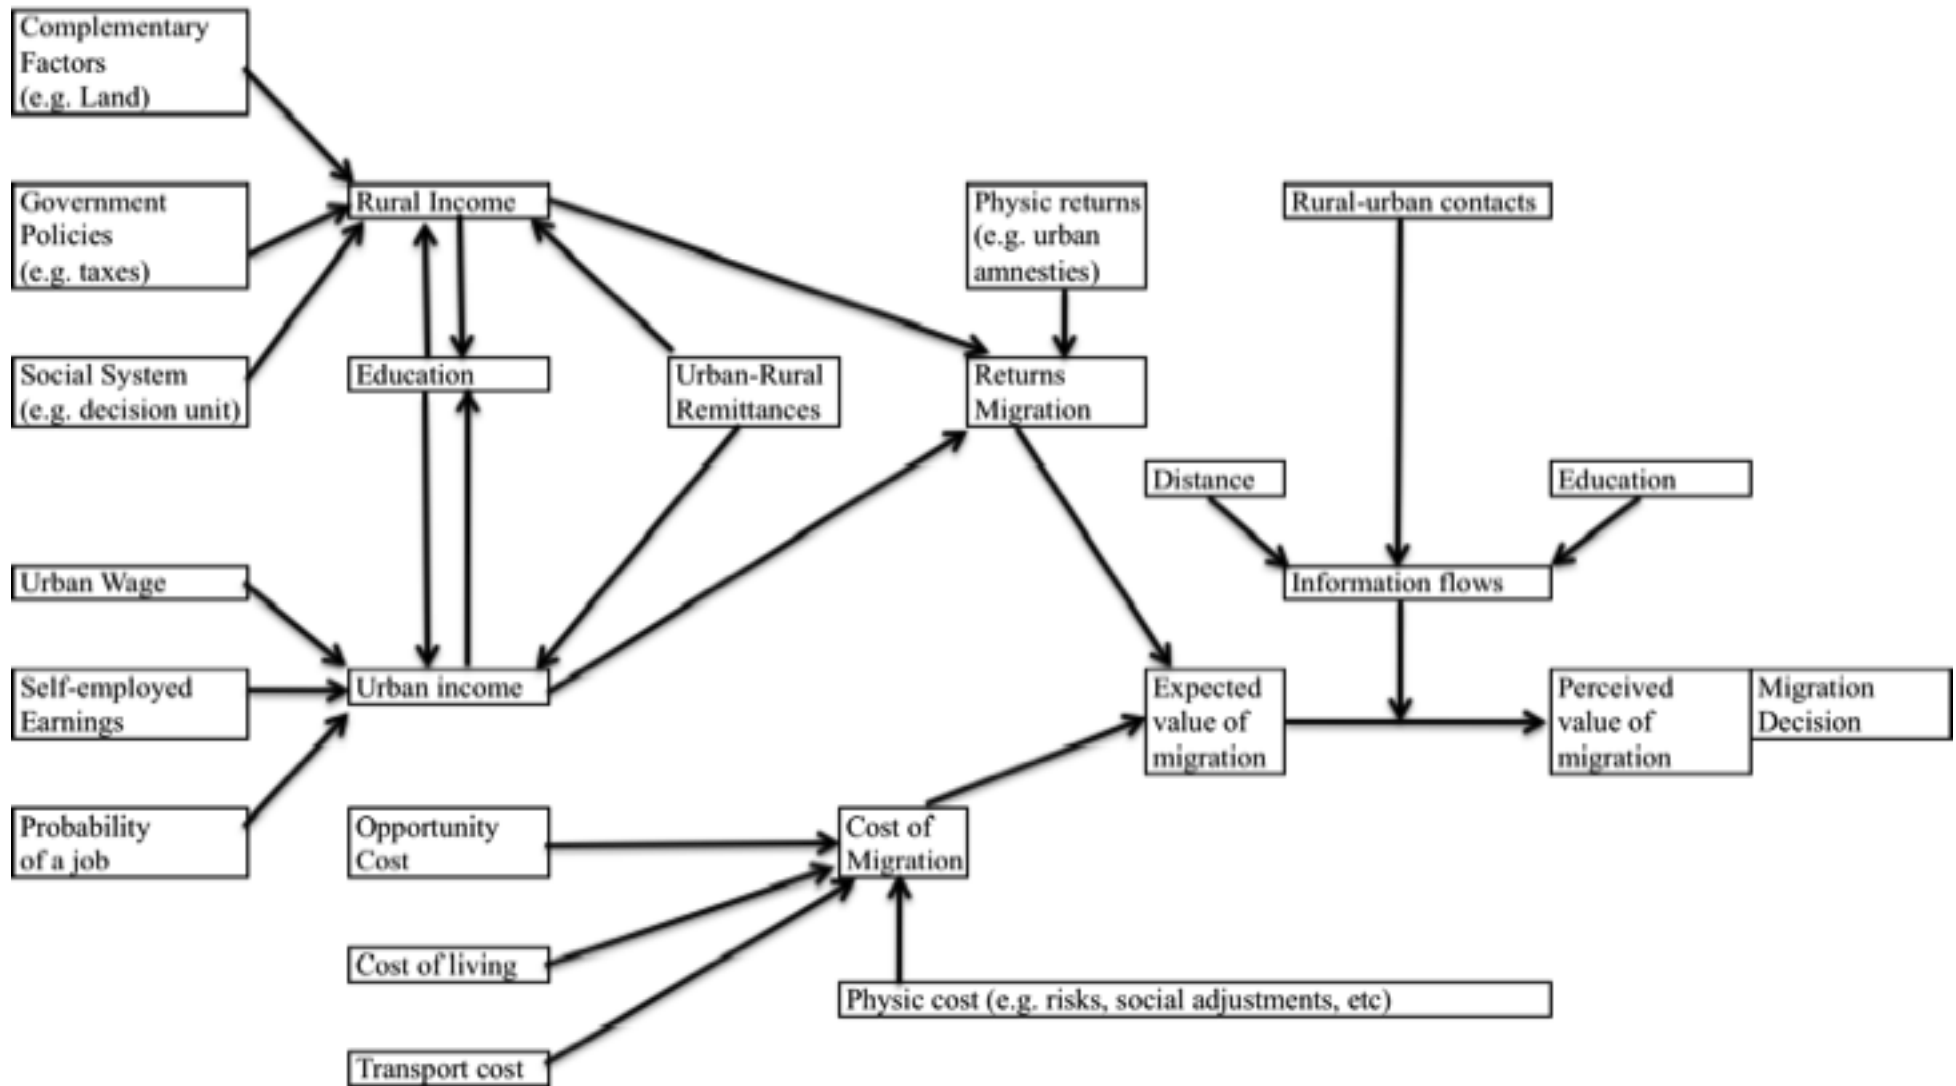 Complementary
Factors
(e.g. Land)
Government
Policies
(e.g. taxes)
Rural Income
Physic returns
(e.g. urban
amnesties)
Rural-urban contacts
Social System
(e.g. decision unit)
Education
Urban-Rural
Remittances
Returns
Migration
Distance
Education
Urban Wage
Information flows
Self-employed
Earnings
Urban income
Expected
value of
migration
Perceived
value of
migration
Migration
Decision
Probability
of a job
Opportunity
Cost
Cost of
Migration
Cost of living
Physic cost (e.g. risks, social adjustments, etc)
Transport cost